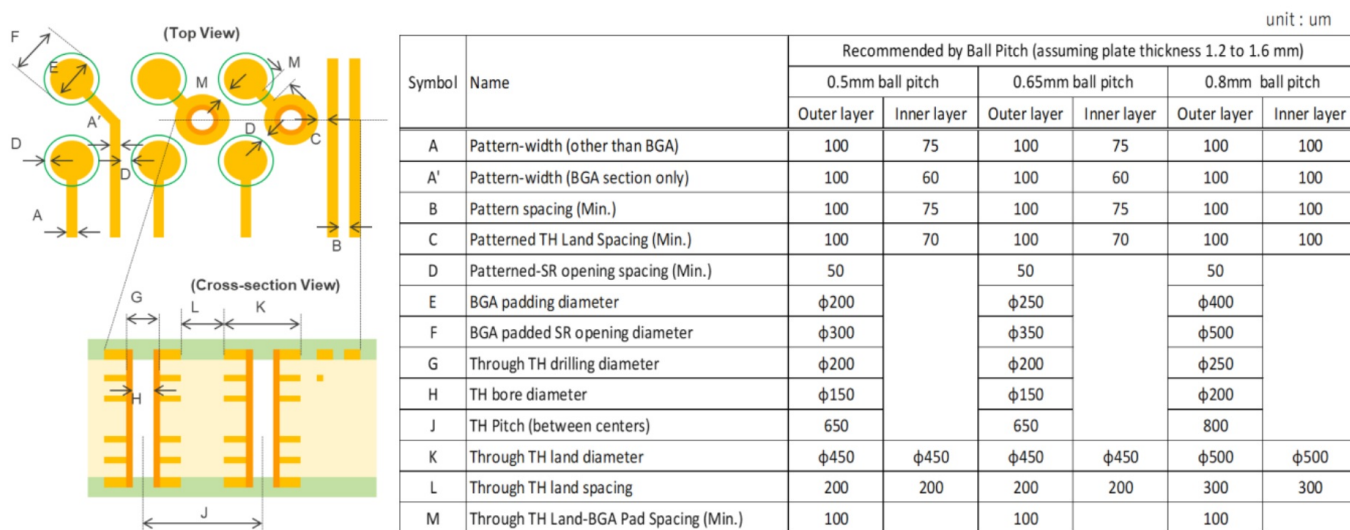 unit : um
(Top View)
F
E
M
M
A'
D
D
C
D
A
B
(Cross-section View)
G
L
K
H
J
Symbol Name Recommended by Ball Pitch (assuming plate thickness 1.2 to 1.6 mm)
0.5mm ball pitch 0.65mm ball pitch 0.8mm ball pitch
Outer layer Inner layer Outer layer Inner layer Outer layer Inner layer
A Pattern-width (other than BGA) 100 75 100 75 100 100
A' Pattern-width (BGA section only) 100 60 100 60 100 100
B Pattern spacing (Min.) 100 75 100 75 100 100
C Patterned TH Land Spacing (Min.) 100 70 100 70 100 100
D Patterned-SR opening spacing (Min.) 50 50 50
E BGA padding diameter ϕ200 ϕ250 ϕ400
F BGA padded SR opening diameter ϕ300 ϕ350 ϕ500
G Through TH drilling diameter ϕ200 ϕ200 ϕ250
H TH bore diameter ϕ150 ϕ150 ϕ200
J TH Pitch (between centers) 650 650 800
K Through TH land diameter ϕ450 ϕ450 ϕ450 ϕ450 ϕ500 ϕ500
L Through TH land spacing 200 200 200 200 300 300
M Through TH Land-BGA Pad Spacing (Min.) 100 100 100